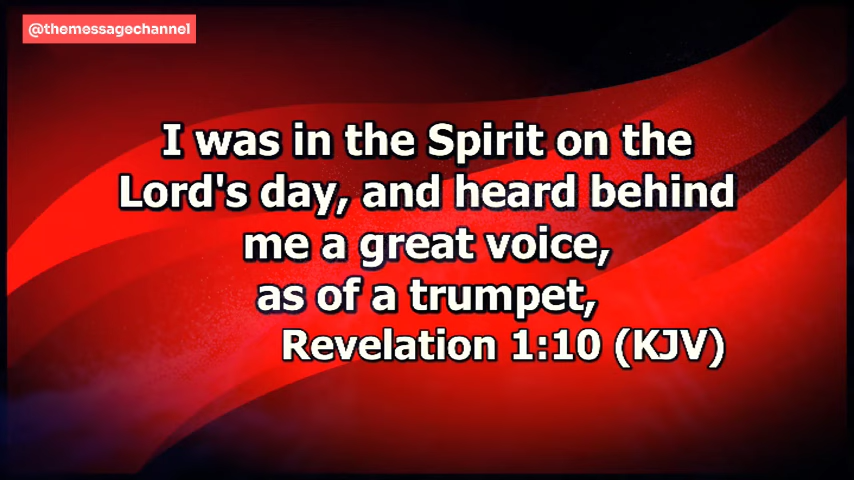 @themessagechannel
I was in the Spirit on the
Lord's day, and heard behind
me a great voice,
as of a trumpet,
Revelation 1:10 (KJV)